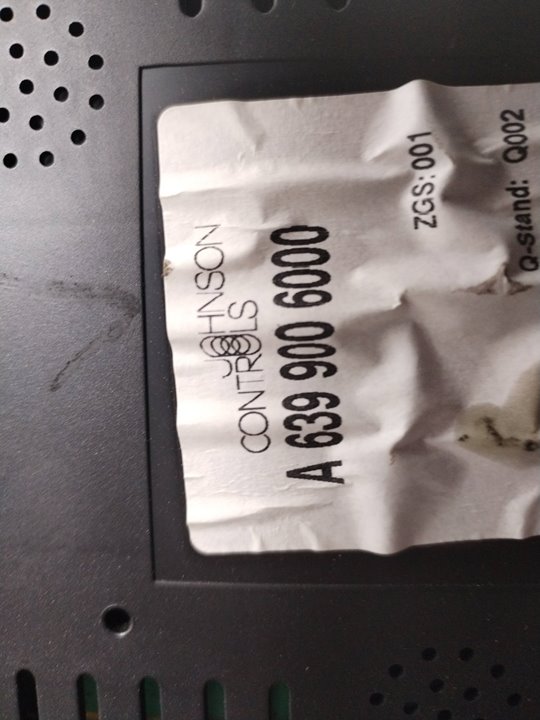 JOHNSON
CONTROLS
A 639 900 6000
ZGS: 001
Q-stand: Q002